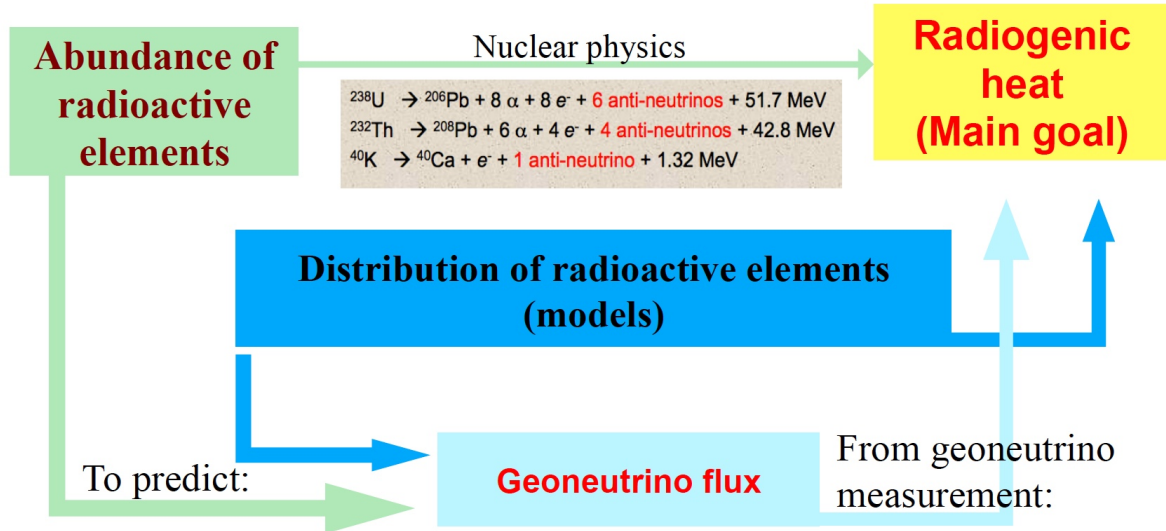 Abundance of
radioactive
elements
Nuclear physics
²³⁸U → ²⁰⁶Pb + 8 α + 8 e⁻ + 6 anti-neutrinos + 51.7 MeV
²³²Th → ²⁰⁸Pb + 6 α + 4 e⁻ + 4 anti-neutrinos + 42.8 MeV
⁴⁰K → ⁴⁰Ca + e⁻ + 1 anti-neutrino + 1.32 MeV
Radiogenic
heat
(Main goal)
Distribution of radioactive elements
(models)
To predict:
Geoneutrino flux
From geoneutrino
measurement: